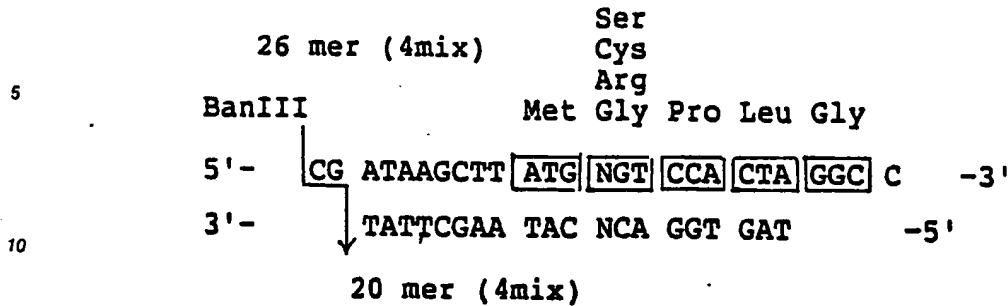 Ser
26 mer (4mix) Cys
5 Arg
BanIII Met Gly Pro Leu Gly
5'- CG ATAAGCTT ATG NGT CCA CTA GGC C -3'
3'- TATTCGAA TAC NCA GGT GAT -5'
10
20 mer (4mix)